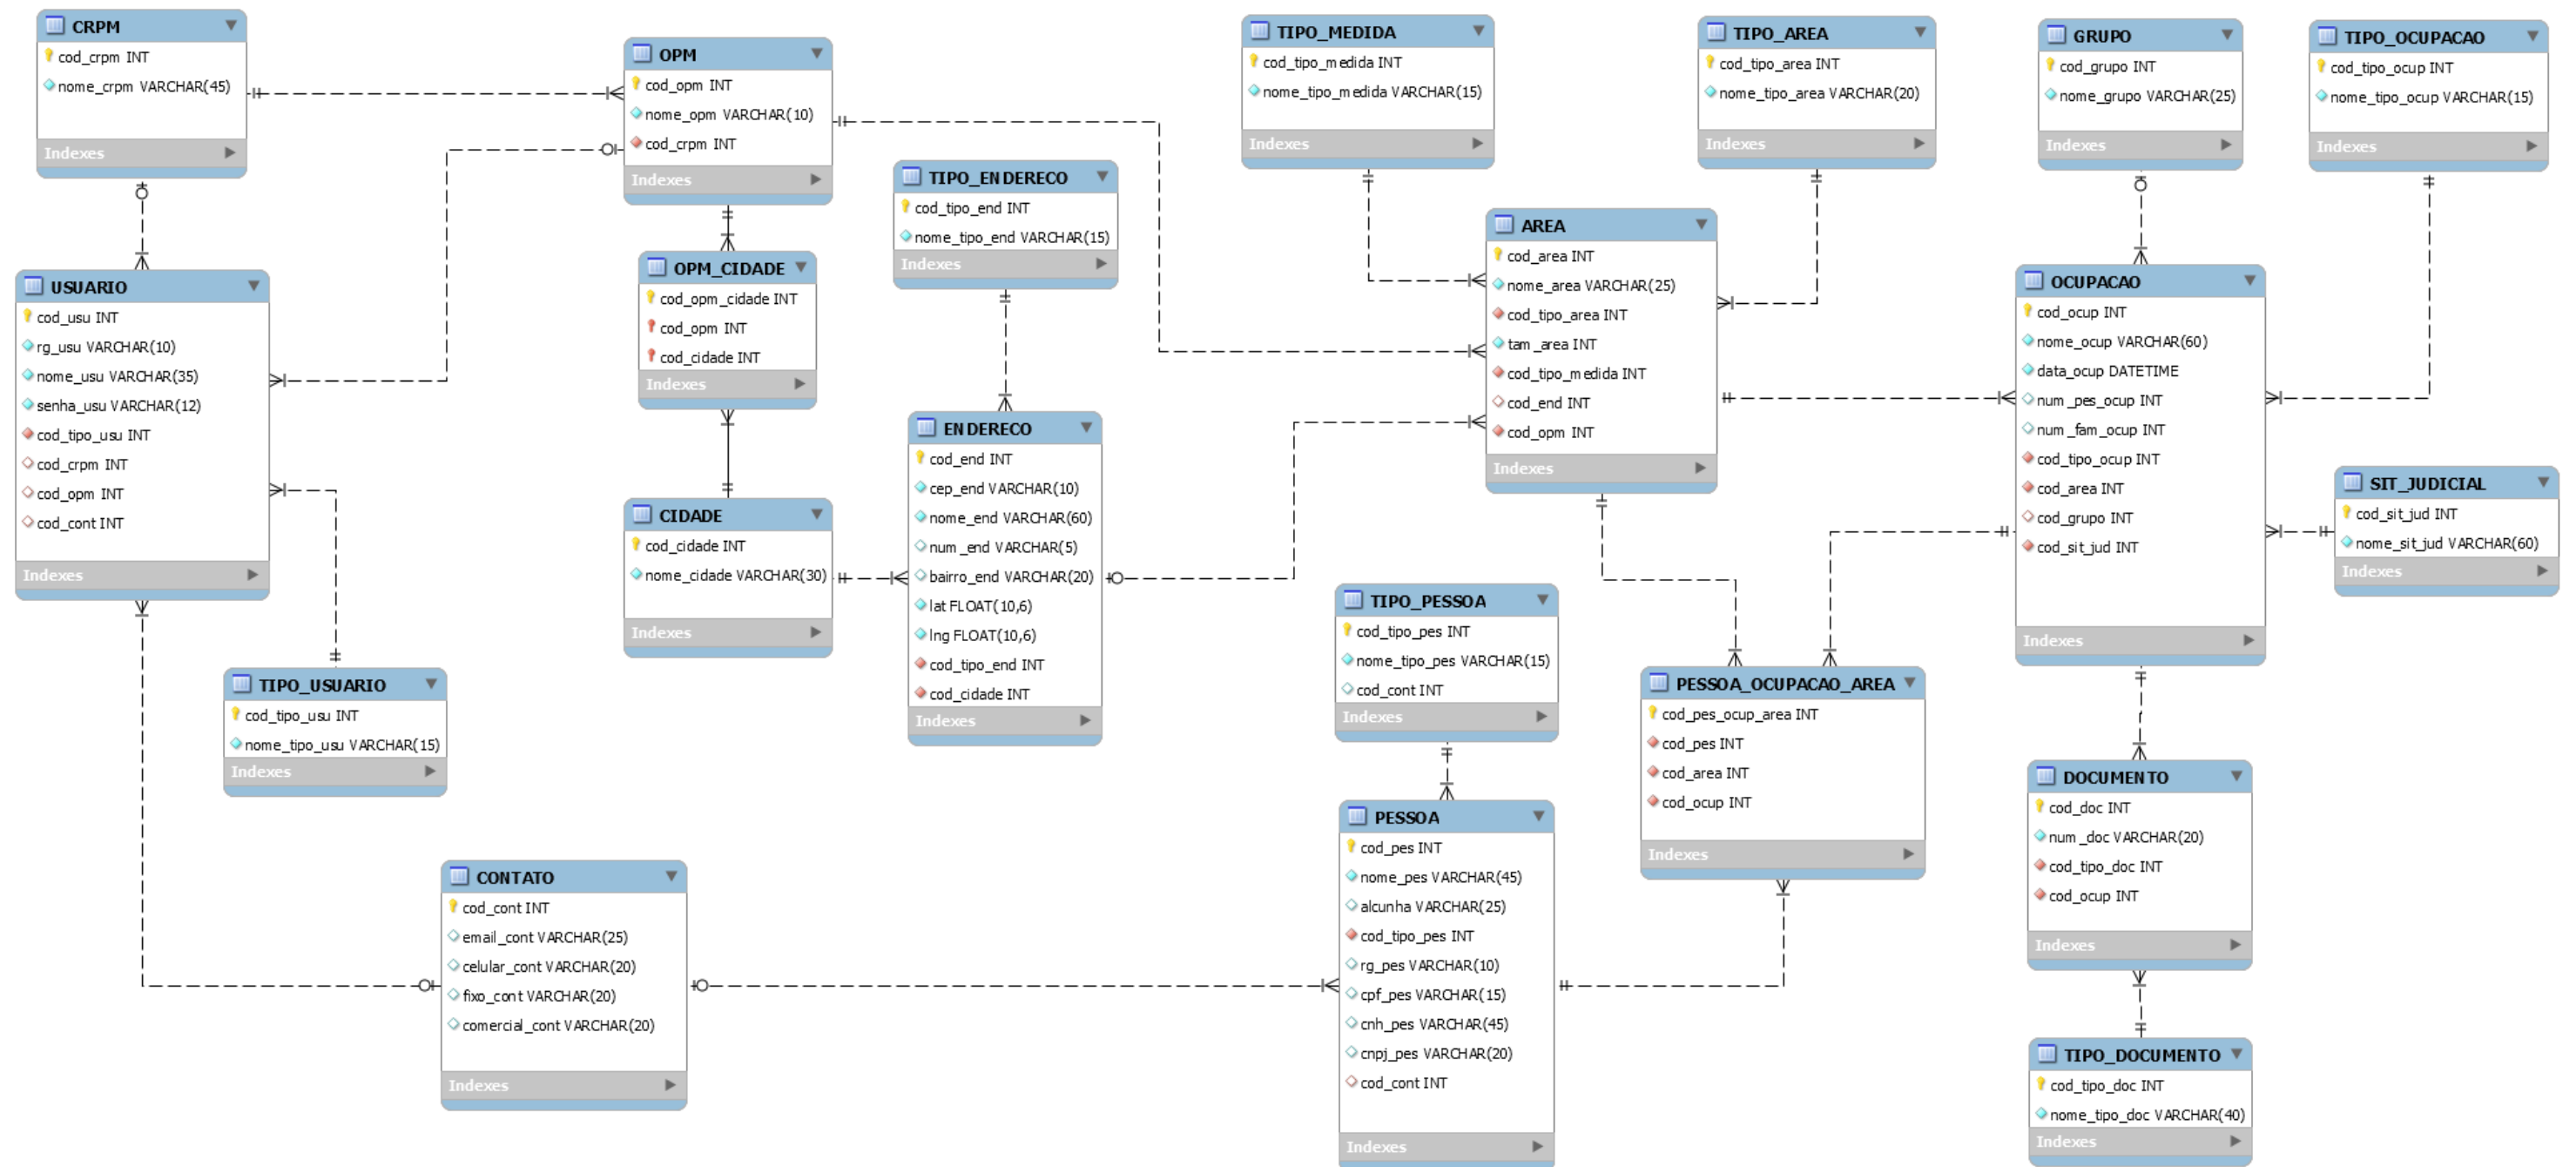 CRPM
cod_crpm INT
nome_crpm VARCHAR(45)
Indexes
OPM
cod_opm INT
nome_opm VARCHAR(10)
cod_crpm INT
Indexes
TIPO_MEDIDA
cod_tipo_medida INT
nome_tipo_medida VARCHAR(15)
Indexes
TIPO_AREA
cod_tipo_area INT
nome_tipo_area VARCHAR(20)
Indexes
GRUPO
cod_grupo INT
nome_grupo VARCHAR(25)
Indexes
TIPO_OCUPACAO
cod_tipo_ocup INT
nome_tipo_ocup VARCHAR(15)
Indexes
TIPO_ENDERECO
cod_tipo_end INT
nome_tipo_end VARCHAR(15)
Indexes
AREA
cod_area INT
nome_area VARCHAR(25)
cod_tipo_area INT
tam_area INT
cod_tipo_medida INT
cod_end INT
cod_opm INT
Indexes
OPM_CIDADE
cod_opm_cidade INT
cod_opm INT
cod_cidade INT
Indexes
USUARIO
cod_usu INT
rg_usu VARCHAR(10)
nome_usu VARCHAR(35)
senha_usu VARCHAR(12)
cod_tipo_usu INT
cod_crpm INT
cod_opm INT
cod_cont INT
Indexes
OCUPACAO
cod_ocup INT
nome_ocup VARCHAR(60)
data_ocup DATETIME
num_pes_ocup INT
num_fam_ocup INT
cod_tipo_ocup INT
cod_area INT
cod_grupo INT
cod_sit_jud INT
Indexes
ENDERECO
cod_end INT
cep_end VARCHAR(10)
nome_end VARCHAR(60)
num_end VARCHAR(5)
bairro_end VARCHAR(20)
lat FLOAT(10,6)
lng FLOAT(10,6)
cod_tipo_end INT
cod_cidade INT
Indexes
SIT_JUDICIAL
cod_sit_jud INT
nome_sit_jud VARCHAR(60)
Indexes
CIDADE
cod_cidade INT
nome_cidade VARCHAR(30)
Indexes
TIPO_PESSOA
cod_tipo_pes INT
nome_tipo_pes VARCHAR(15)
cod_cont INT
Indexes
TIPO_USUARIO
cod_tipo_usu INT
nome_tipo_usu VARCHAR(15)
Indexes
PESSOA_OCUPACAO_AREA
cod_pes_ocup_area INT
cod_pes INT
cod_area INT
cod_ocup INT
Indexes
DOCUMENTO
cod_doc INT
num_doc VARCHAR(20)
cod_tipo_doc INT
cod_ocup INT
Indexes
PESSOA
cod_pes INT
nome_pes VARCHAR(45)
alcunha VARCHAR(25)
cod_tipo_pes INT
rg_pes VARCHAR(10)
cpf_pes VARCHAR(15)
cnh_pes VARCHAR(45)
cnpj_pes VARCHAR(20)
cod_cont INT
Indexes
CONTATO
cod_cont INT
email_cont VARCHAR(25)
celular_cont VARCHAR(20)
fixo_cont VARCHAR(20)
comercial_cont VARCHAR(20)
Indexes
TIPO_DOCUMENTO
cod_tipo_doc INT
nome_tipo_doc VARCHAR(40)
Indexes